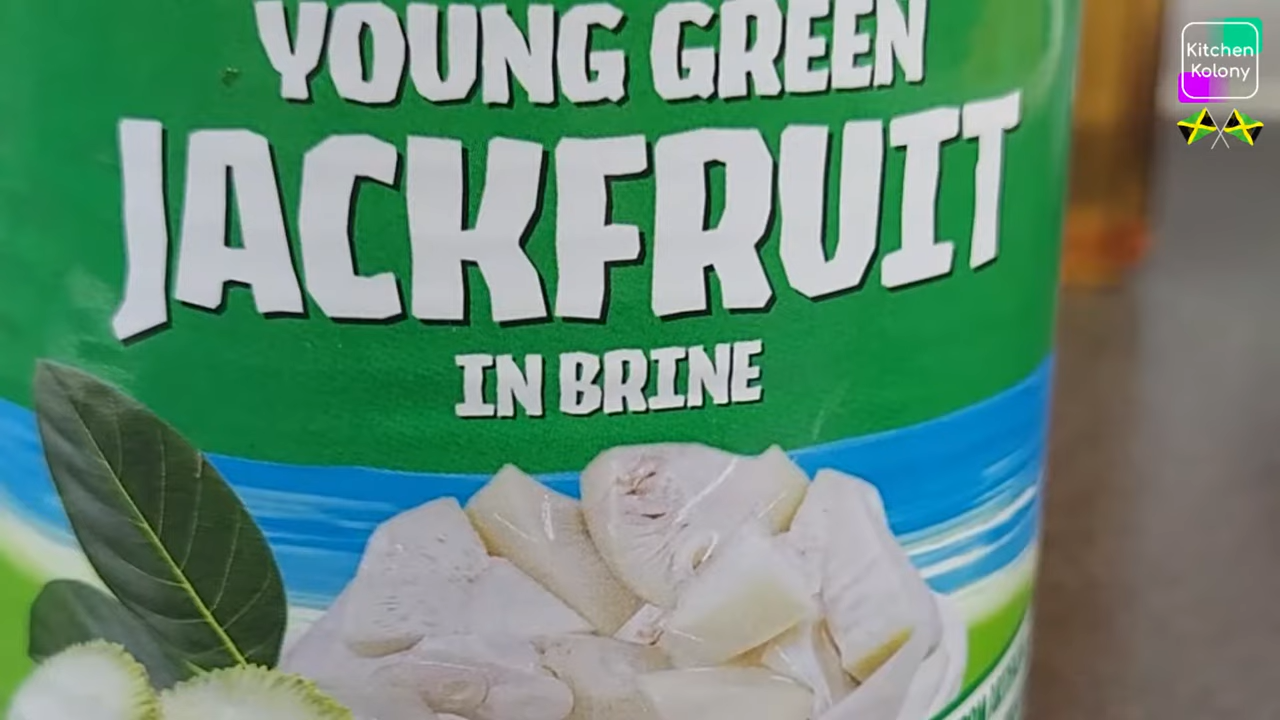 YOUNG GREEN
JACKFRUIT
IN BRINE
Kitchen
Kolony